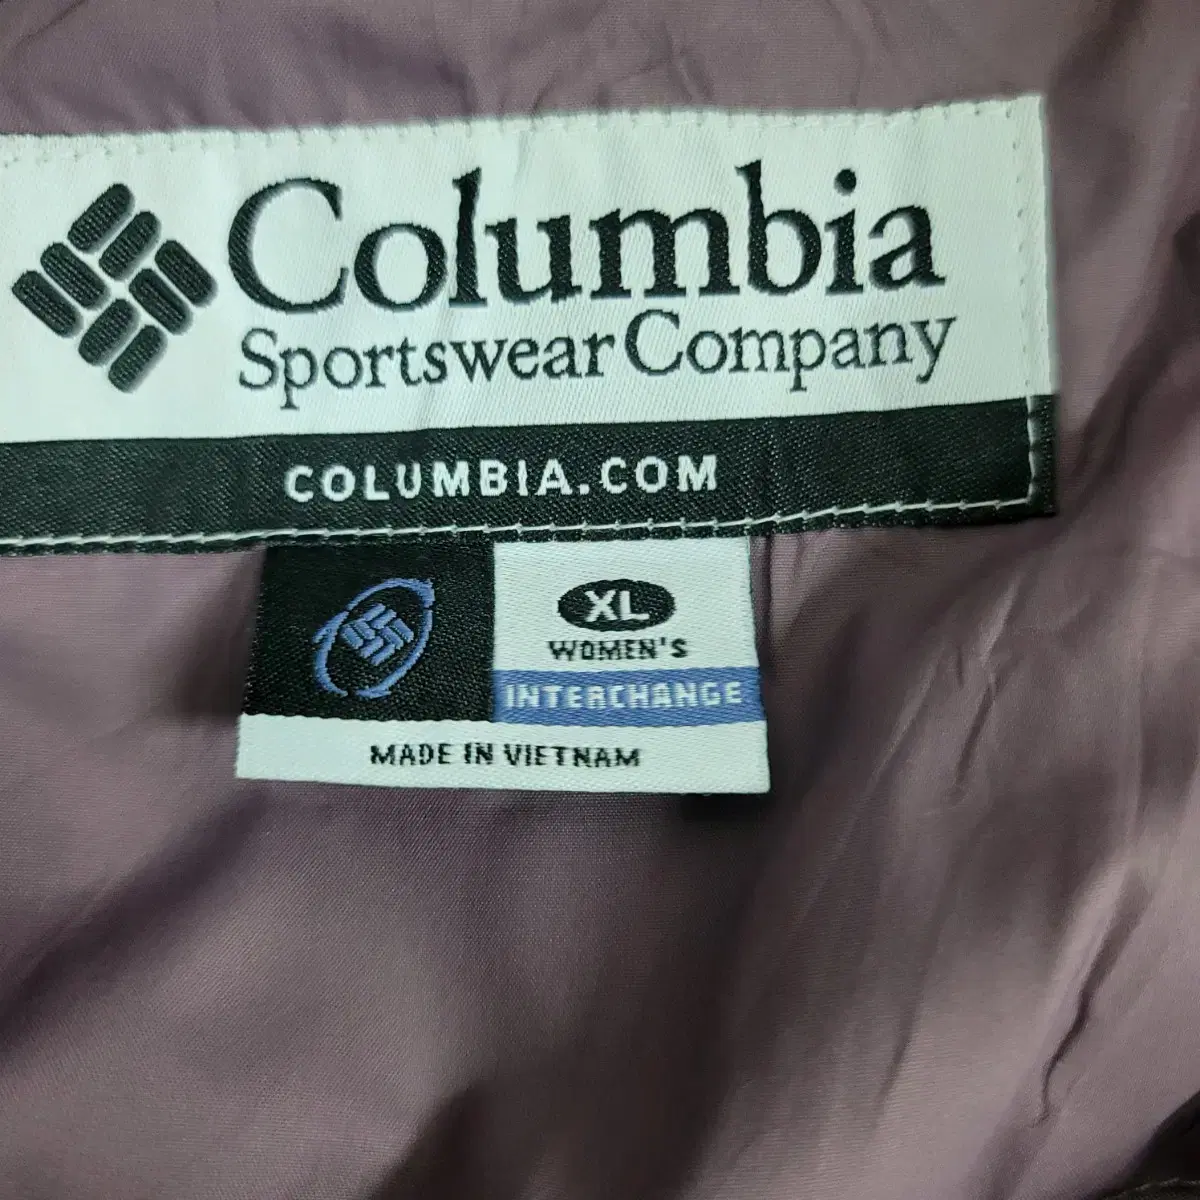 Columbia
Sportswear Company
COLUMBIA.COM
XL
WOMEN'S
INTERCHANGE
MADE IN VIETNAM